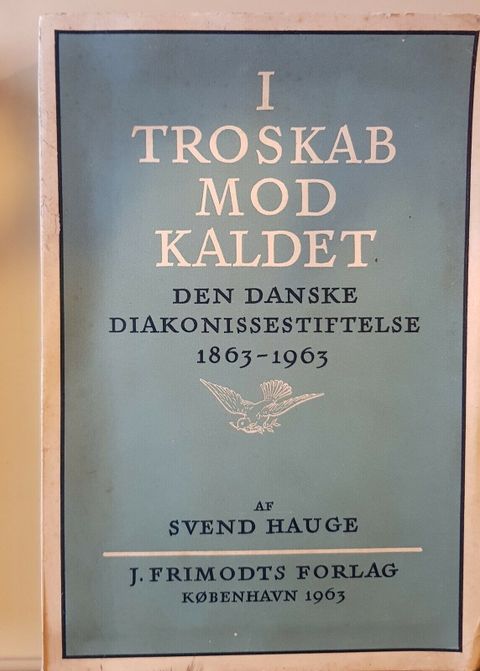 I
TROSKAB
MOD
KALDET
DEN DANSKE
DIAKONISSESTIFTELSE
1863-1963
AF
SVEND HAUGE
J. FRIMODTS FORLAG
KØBENHAVN 1963